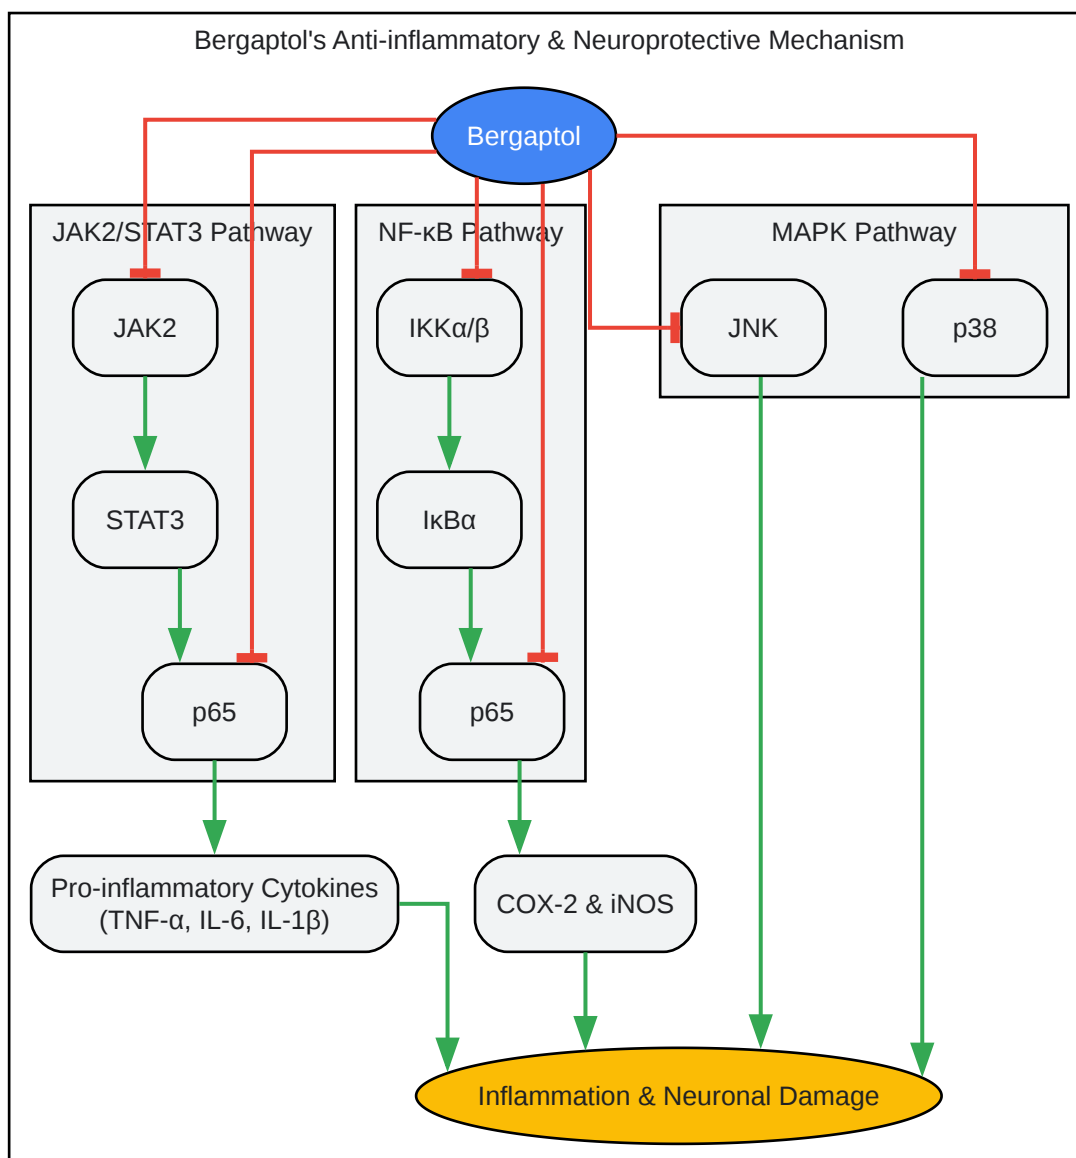 Bergaptol's Anti-inflammatory & Neuroprotective Mechanism
Bergaptol
JAK2/STAT3 Pathway
NF-κB Pathway
MAPK Pathway
JAK2
IKKα/β
JNK
p38
STAT3
IκBα
p65
p65
Pro-inflammatory Cytokines
(TNF-α, IL-6, IL-1β)
COX-2 & iNOS
Inflammation & Neuronal Damage